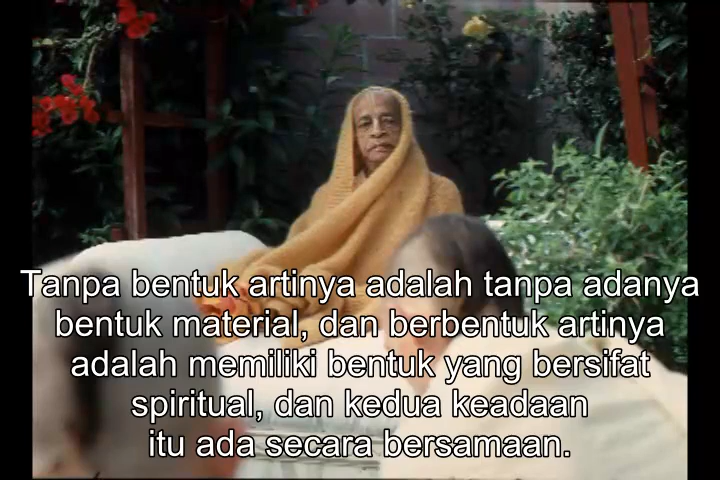 Tanpa bentuk artinya adalah tanpa adanya
bentuk material, dan berbentuk artinya
adalah memiliki bentuk yang bersifat
spiritual, dan kedua keadaan
itu ada secara bersamaan.